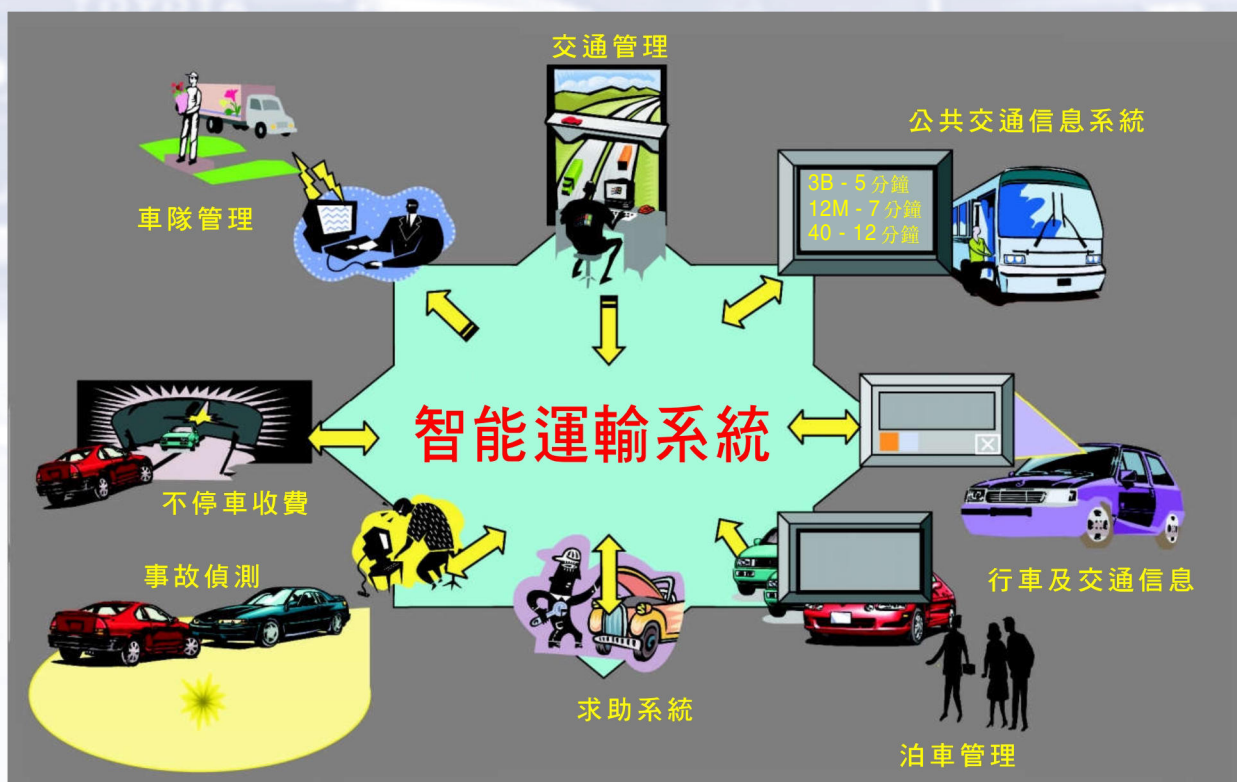 交通管理
公共交通信息系統
3B - 5 分鐘
12M - 7 分鐘
40 - 12 分鐘
車隊管理
智能運輸系統
不停車收費
行車及交通信息
事故偵測
求助系統
泊車管理